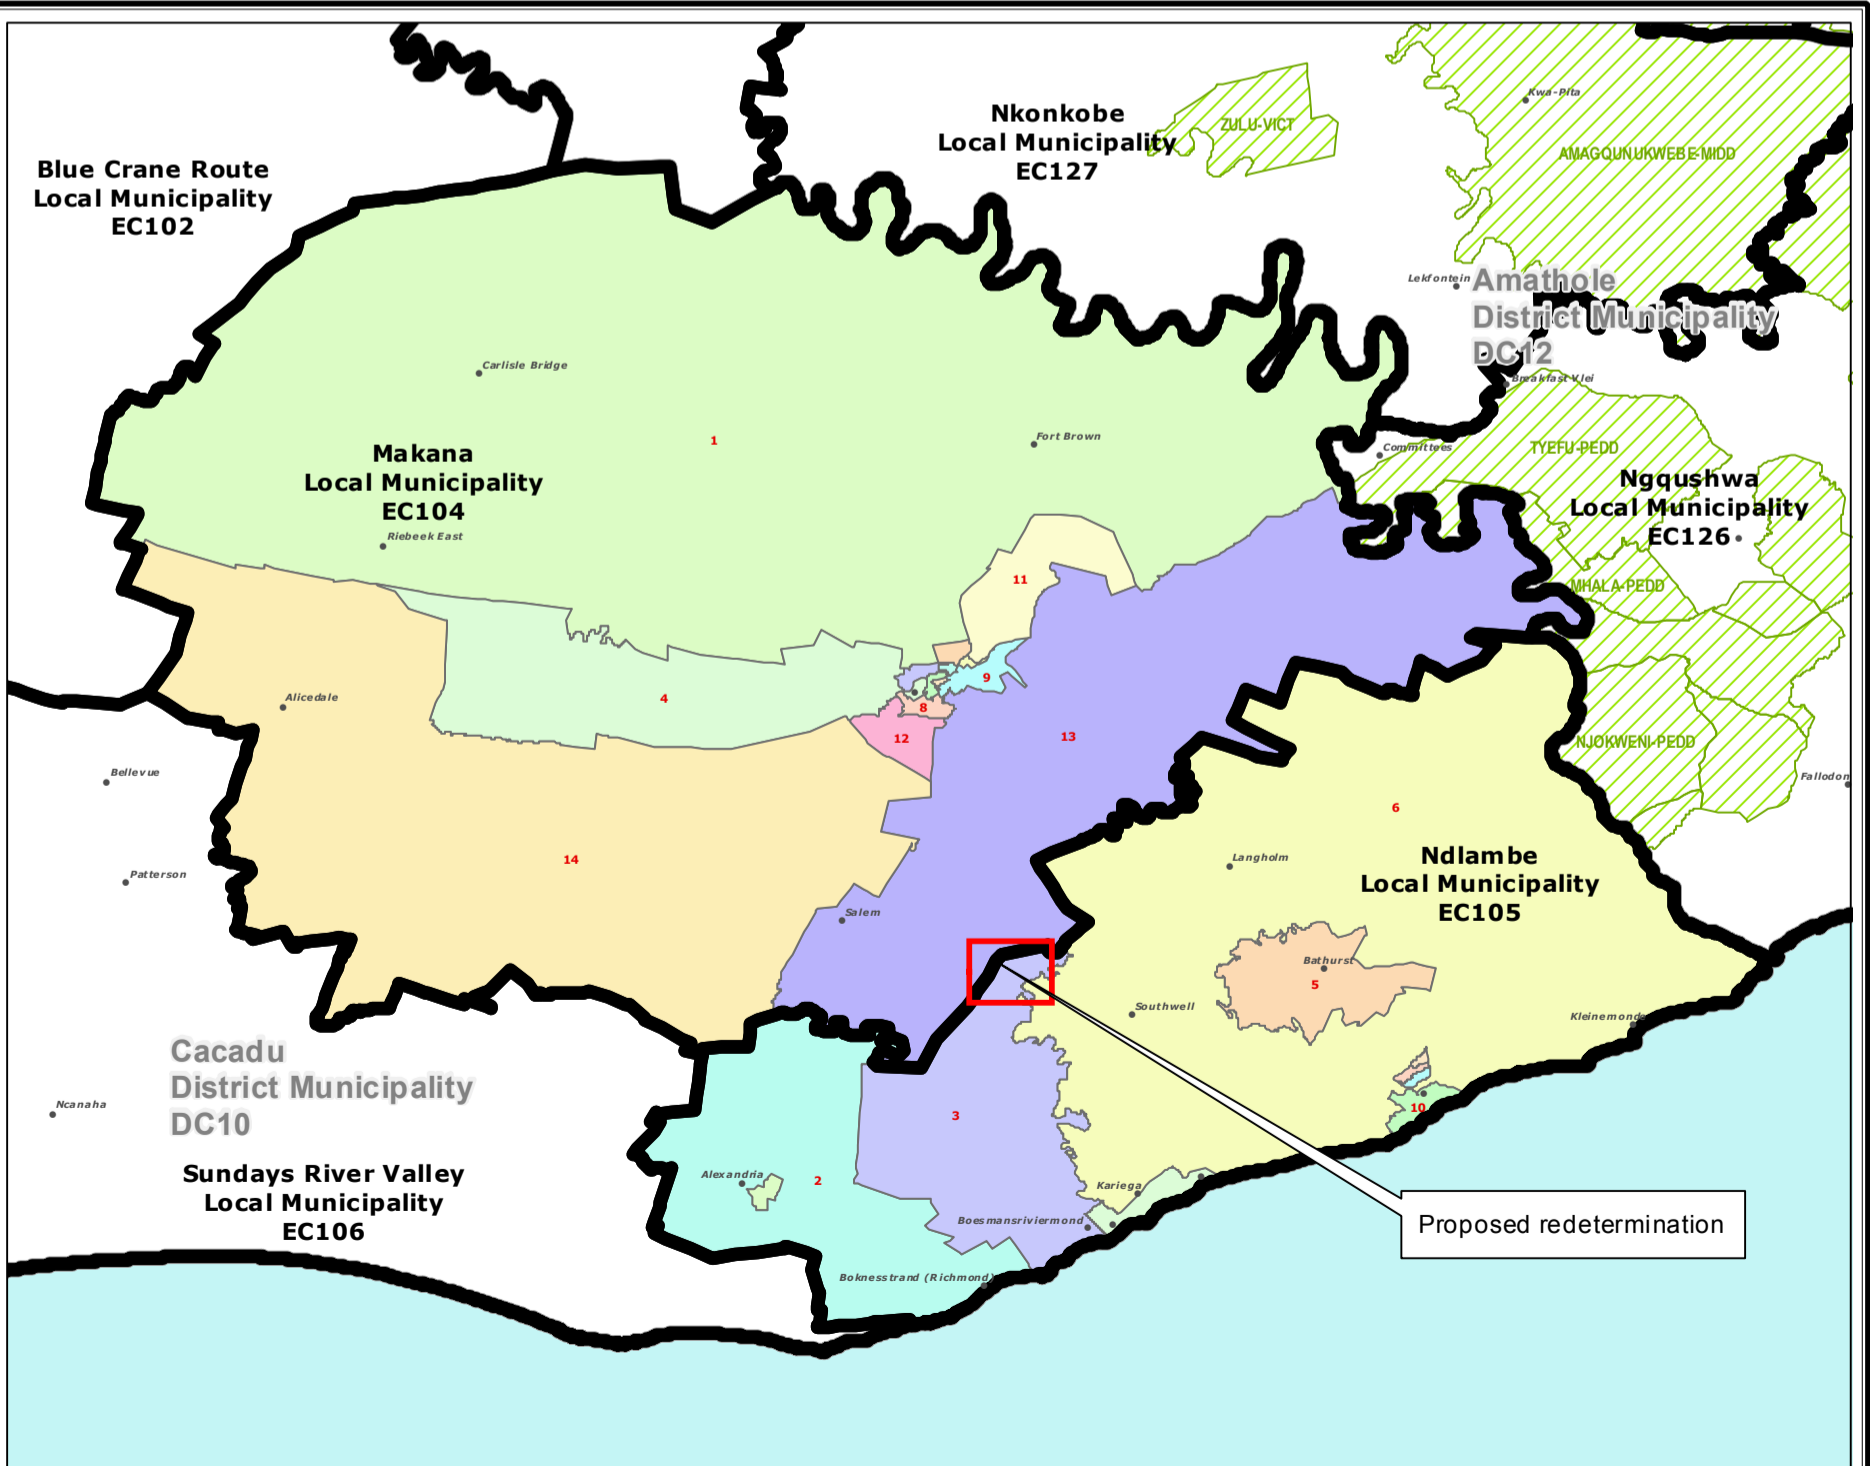 Kwa-Pita
Nkonkobe
Local Municipality
EC127
ZULU-VICT
AMAGQUNUKWEBE-MIDD
Blue Crane Route
Local Municipality
EC102
Lekfontein
Amathole
District Municipality
DC12
Carlisle Bridge
Breakfast Vlei
1
Fort Brown
Committees
TYEFU-PEDD
Makana
Local Municipality
EC104
Ngqushwa
Local Municipality
EC126
Riebeek East
11
MHALA-PEDD
9
Alicedale
4
8
12
13
NJOKWENI-PEDD
Bellevue
Fallodon
6
14
Langholm
Ndlambe
Local Municipality
EC105
Patterson
Salem
Bathurst
5
Southwell
Kleinemonde
Cacadu
District Municipality
DC10
Ncanaha
3
10
Sundays River Valley
Local Municipality
EC106
Alexandria
2
Kariega
Boesmansriviermond
Proposed redetermination
Boknesstrand (Richmond)